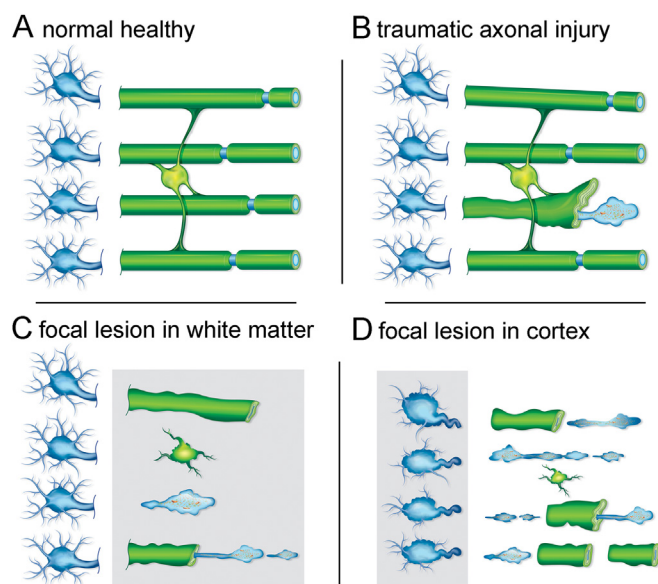 A normal healthy
B traumatic axonal injury
C focal lesion in white matter
D focal lesion in cortex